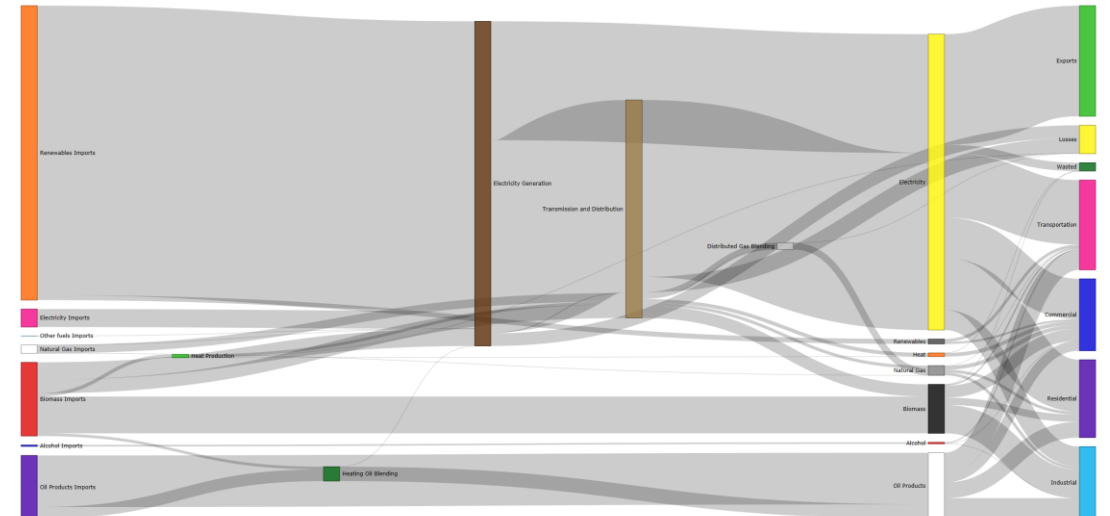 Renewables Imports
Electricity Imports
Other fuels Imports
Natural Gas Imports
Heat Production
Biomass Imports
Alcohol Imports
Oil Products Imports
Heating Oil Blending
Electricity Generation
Transmission and Distribution
Distributed Gas Blending
Electricity
Renewables
Heat
Natural Gas
Biomass
Alcohol
Oil Products
Exports
Losses
Wasted
Transportation
Commercial
Residential
Industrial